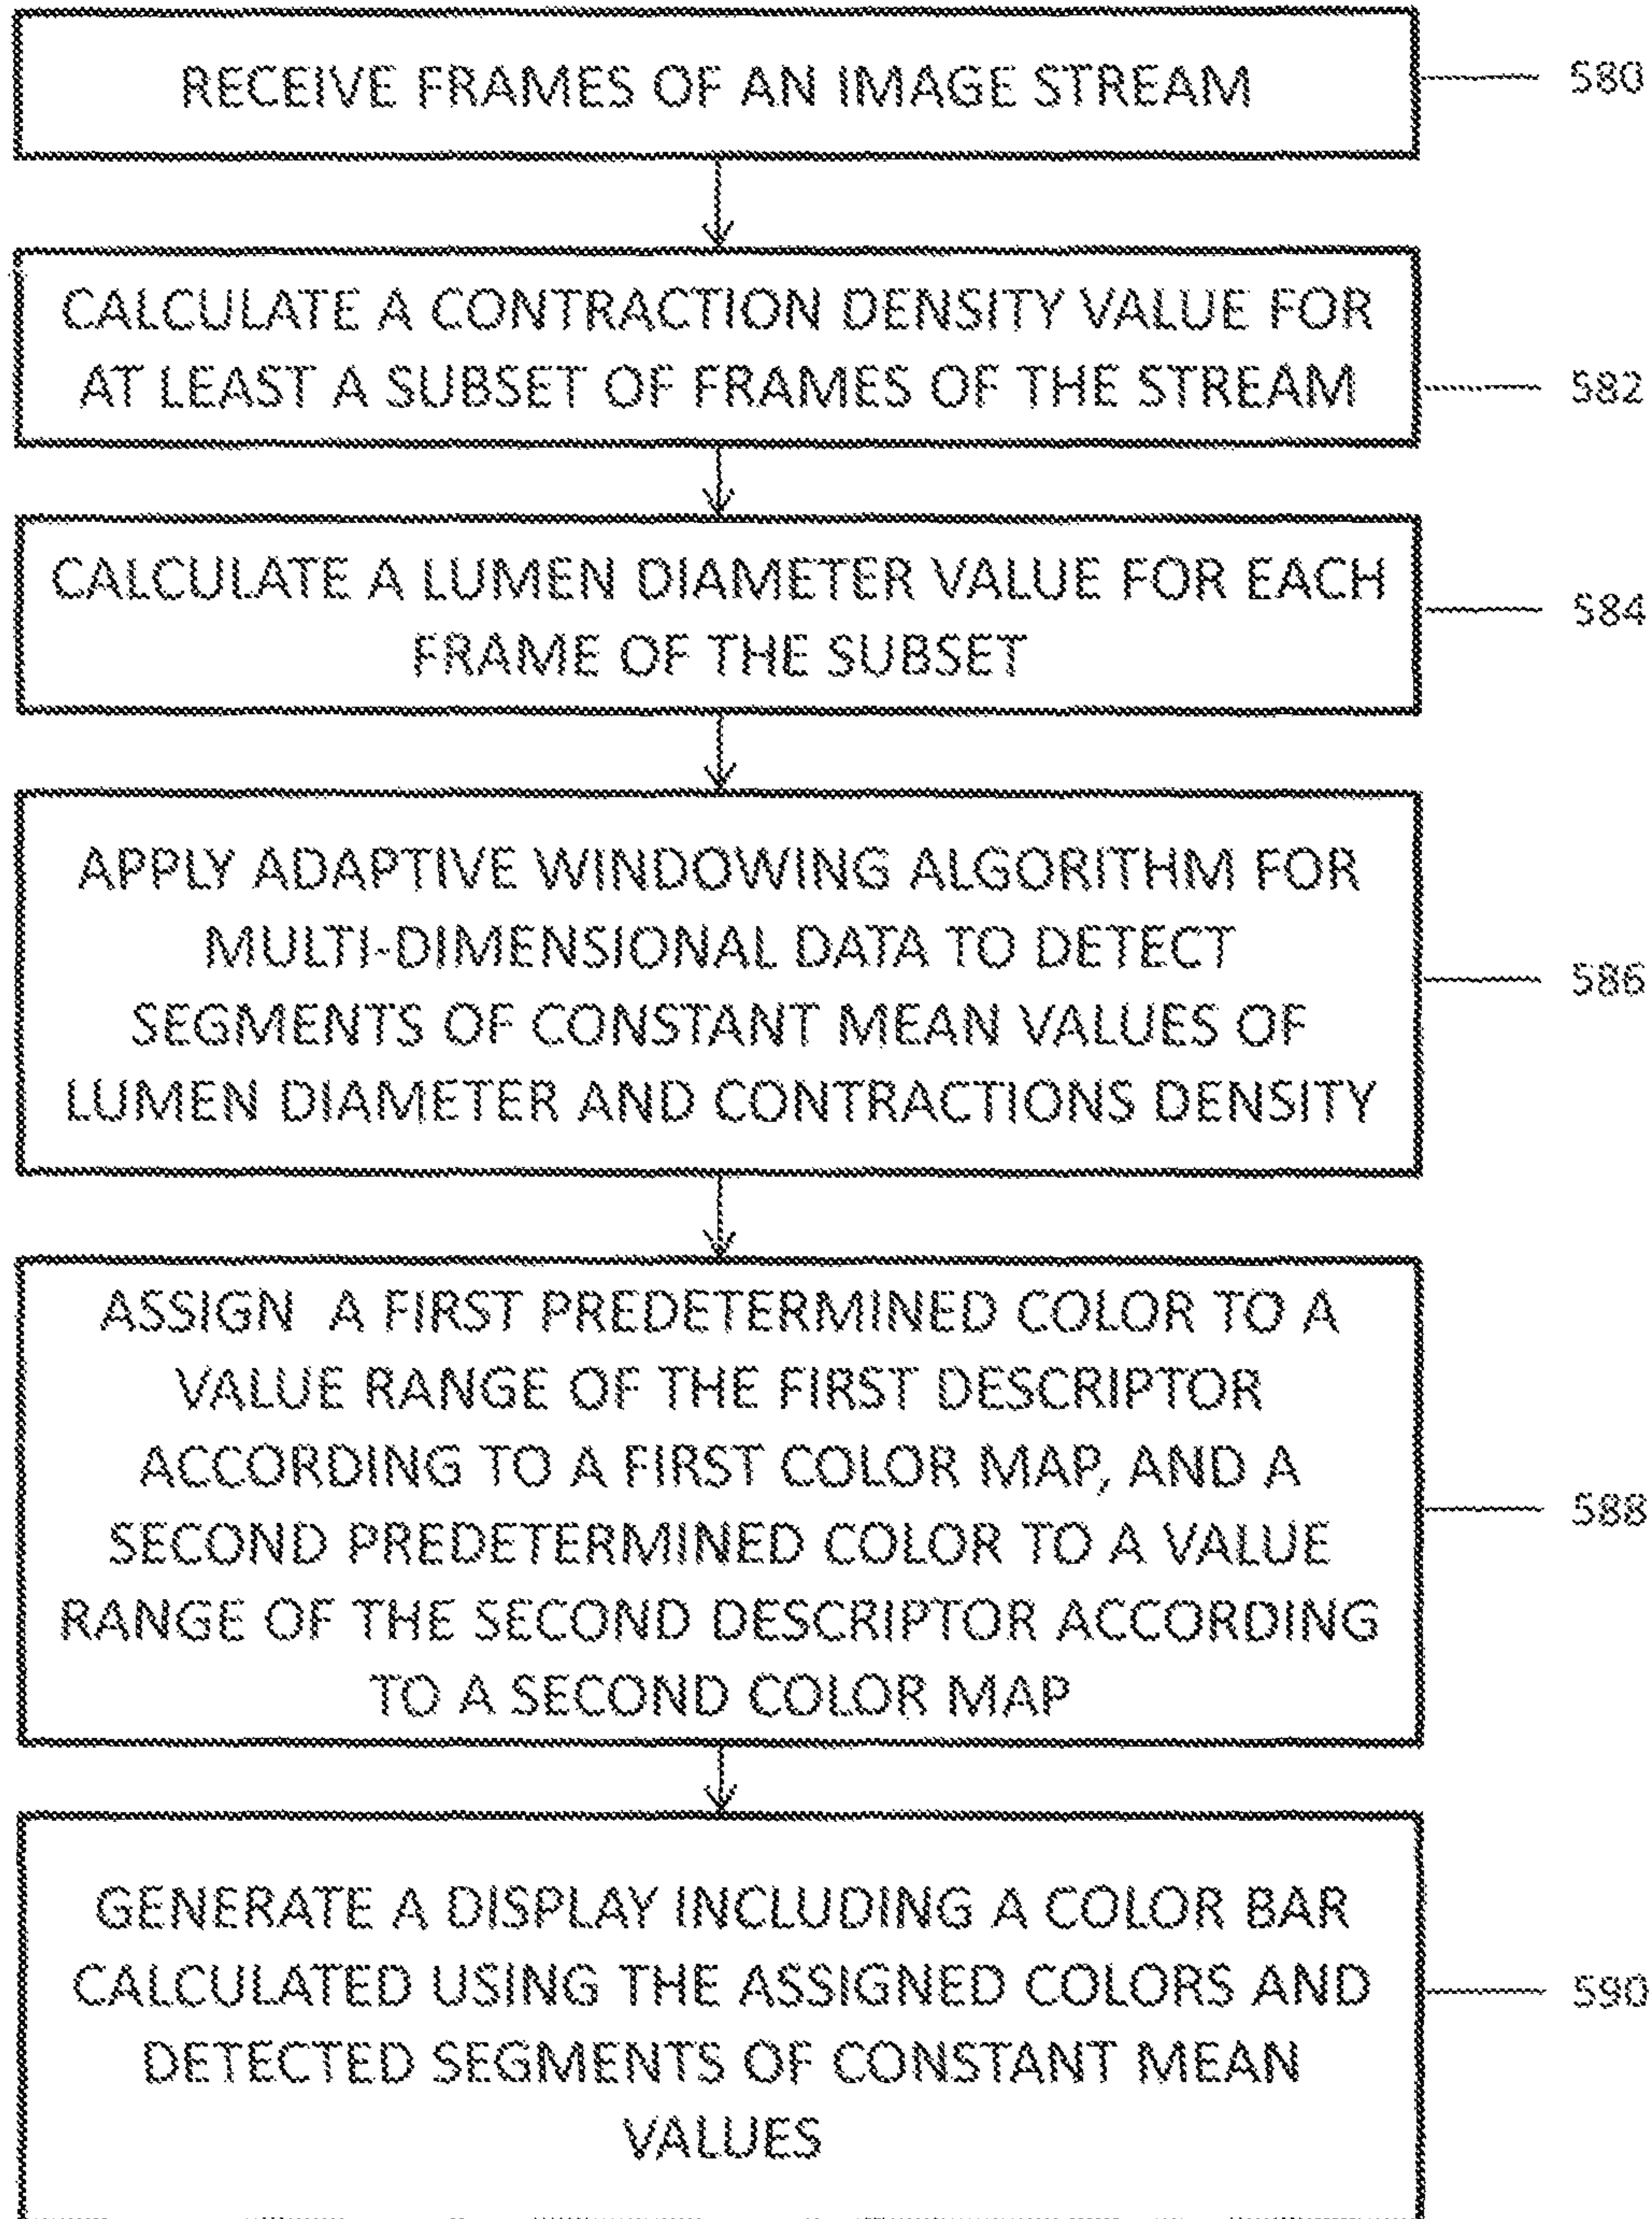 RECEIVE FRAMES OF AN IMAGE STREAM
580
CALCULATE A CONTRACTION DENSITY VALUE FOR
AT LEAST A SUBSET OF FRAMES OF THE STREAM
582
CALCULATE A LUMEN DIAMETER VALUE FOR EACH
FRAME OF THE SUBSET
584
APPLY ADAPTIVE WINDOWING ALGORITHM FOR
MULTI-DIMENSIONAL DATA TO DETECT
SEGMENTS OF CONSTANT MEAN VALUES OF
LUMEN DIAMETER AND CONTRACTIONS DENSITY
586
ASSIGN A FIRST PREDETERMINED COLOR TO A
VALUE RANGE OF THE FIRST DESCRIPTOR
ACCORDING TO A FIRST COLOR MAP, AND A
SECOND PREDETERMINED COLOR TO A VALUE
RANGE OF THE SECOND DESCRIPTOR ACCORDING
TO A SECOND COLOR MAP
588
GENERATE A DISPLAY INCLUDING A COLOR BAR
CALCULATED USING THE ASSIGNED COLORS AND
DETECTED SEGMENTS OF CONSTANT MEAN
VALUES
590